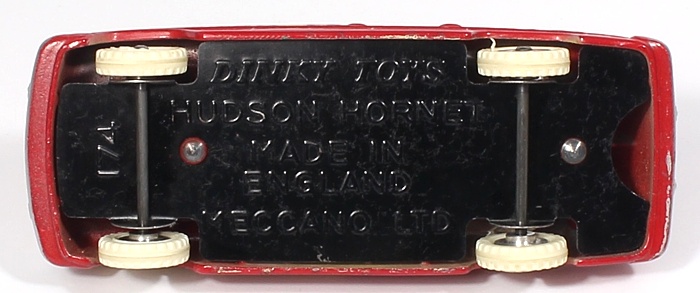 DINKY TOYS
HUDSON HORNET
MADE IN
ENGLAND
MECCANO LTD
174